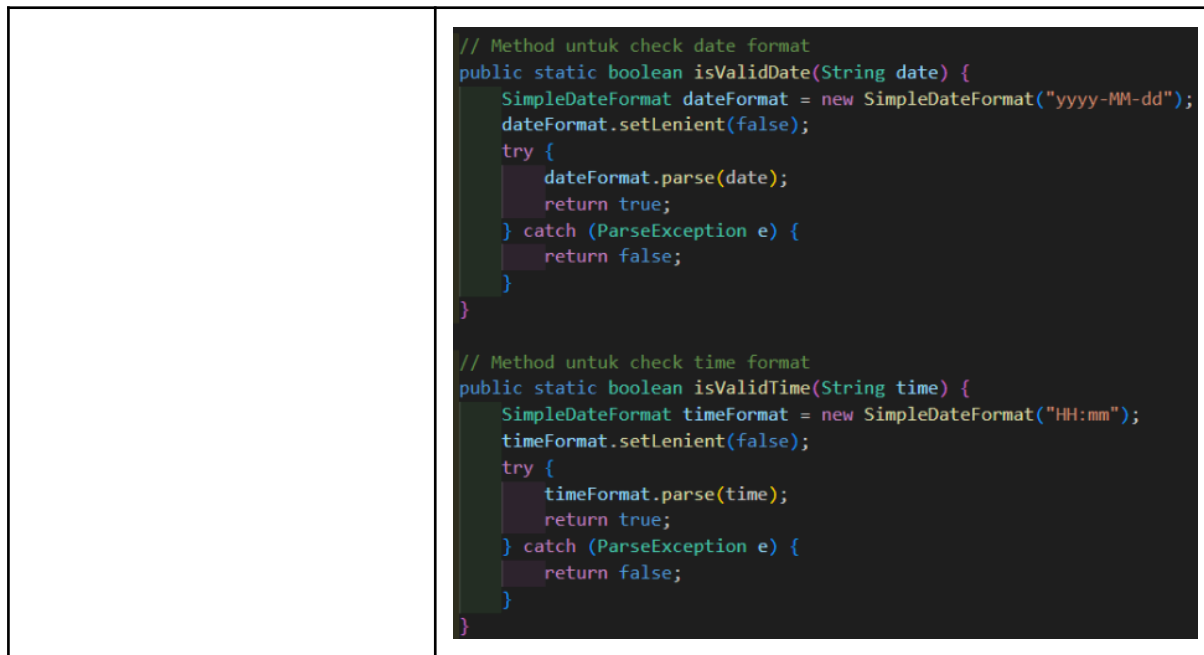 // Method untuk check date format
public static boolean isValidDate(String date) {
    SimpleDateFormat dateFormat = new SimpleDateFormat("yyyy-MM-dd");
    dateFormat.setLenient(false);
    try {
        dateFormat.parse(date);
        return true;
    } catch (ParseException e) {
        return false;
    }
}

// Method untuk check time format
public static boolean isValidTime(String time) {
    SimpleDateFormat timeFormat = new SimpleDateFormat("HH:mm");
    timeFormat.setLenient(false);
    try {
        timeFormat.parse(time);
        return true;
    } catch (ParseException e) {
        return false;
    }
}